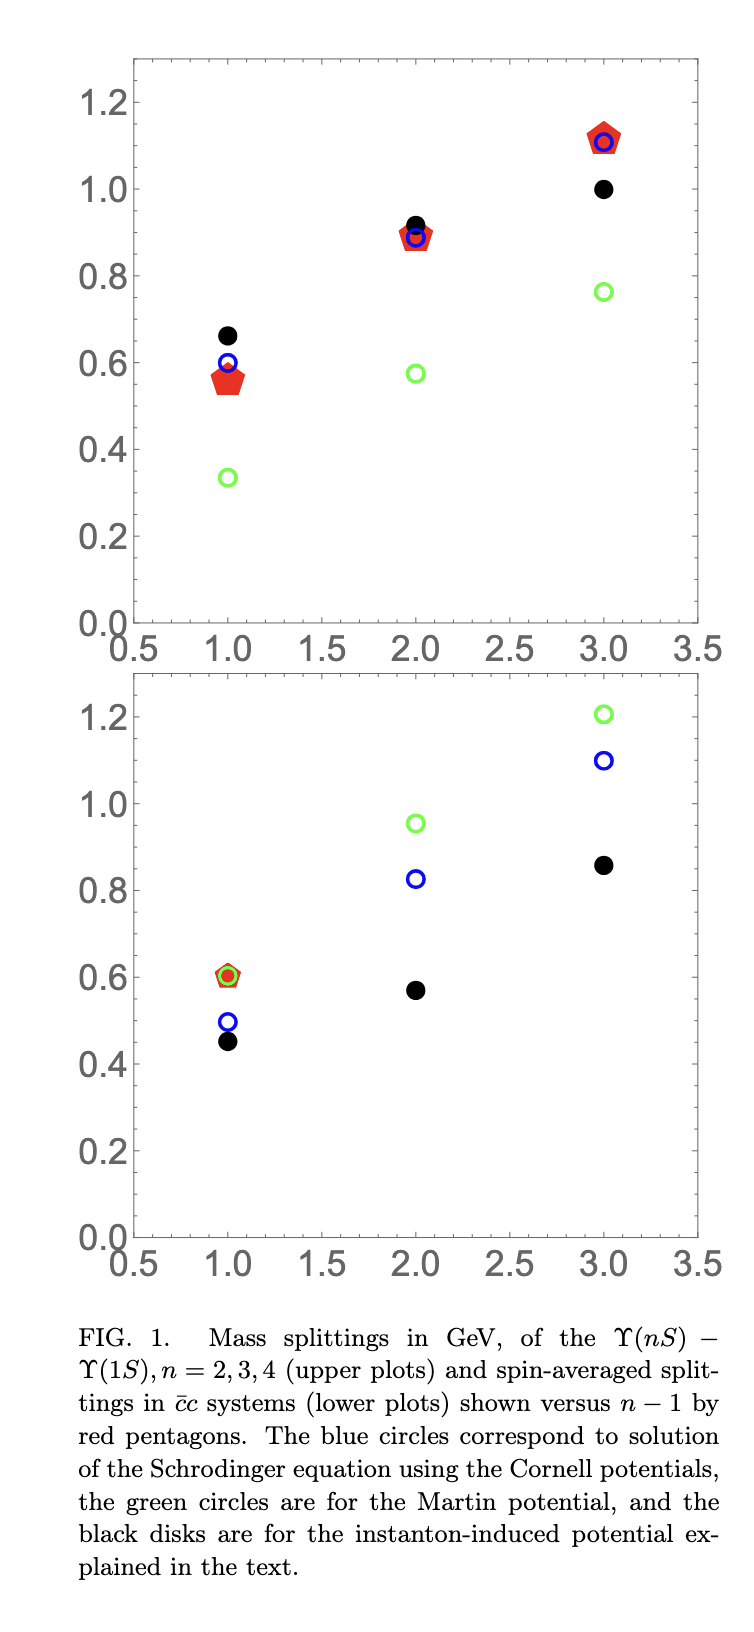 1.2
1.0
0.8
0.6
0.4
0.2
0.0
0.5 1.0 1.5 2.0 2.5 3.0 3.5
1.2
1.0
0.8
0.6
0.4
0.2
0.0
0.5 1.0 1.5 2.0 2.5 3.0 3.5
FIG. 1. Mass splittings in GeV, of the ϒ(nS) −
ϒ(1S), n = 2, 3, 4 (upper plots) and spin-averaged split-
tings in c̄c systems (lower plots) shown versus n − 1 by
red pentagons. The blue circles correspond to solution
of the Schrodinger equation using the Cornell potentials,
the green circles are for the Martin potential, and the
black disks are for the instanton-induced potential ex-
plained in the text.